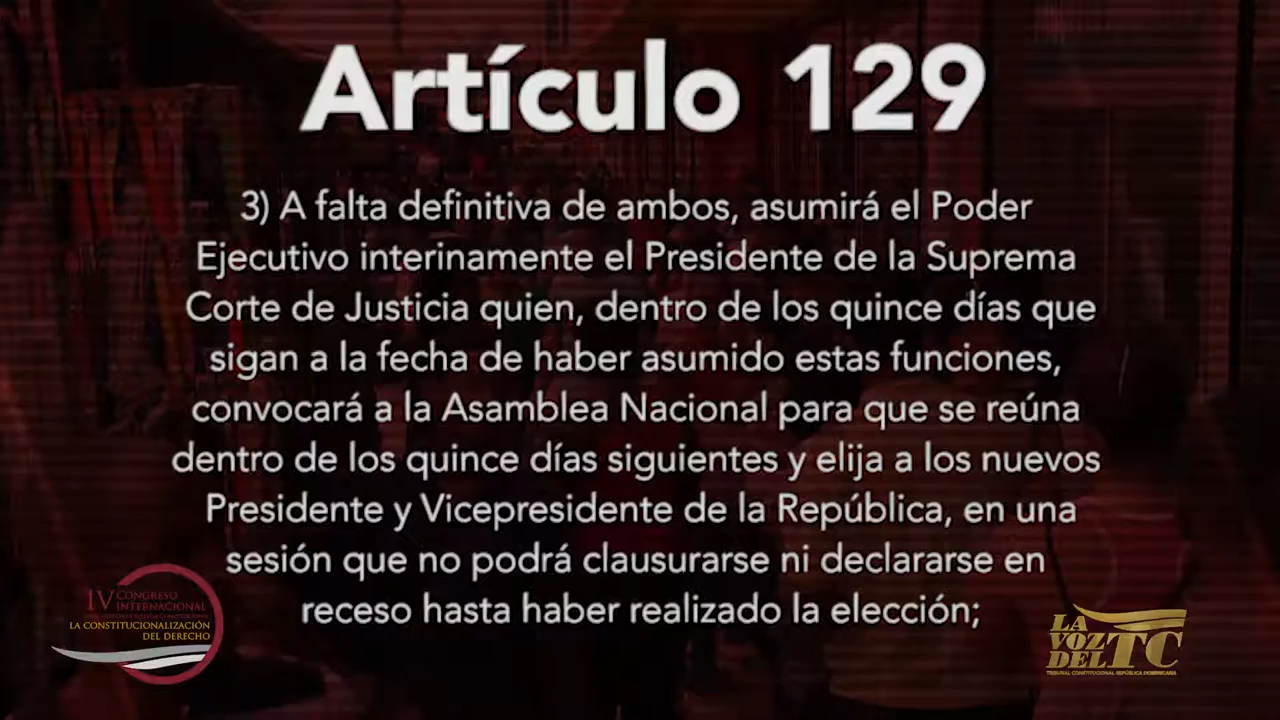 Artículo 129
3) A falta definitiva de ambos, asumirá el Poder
Ejecutivo interinamente el Presidente de la Suprema
Corte de Justicia quien, dentro de los quince días que
sigan a la fecha de haber asumido estas funciones,
convocará a la Asamblea Nacional para que se reúna
dentro de los quince días siguientes y elija a los nuevos
Presidente y Vicepresidente de la República, en una
sesión que no podrá clausurarse ni declararse en
receso hasta haber realizado la elección;
IV CONGRESO
INTERNACIONAL
LA CONSTITUCIONALIZACIÓN
DEL DERECHO
LA
VOZ
DEL TC
TRIBUNAL CONSTITUCIONAL REPÚBLICA DOMINICANA